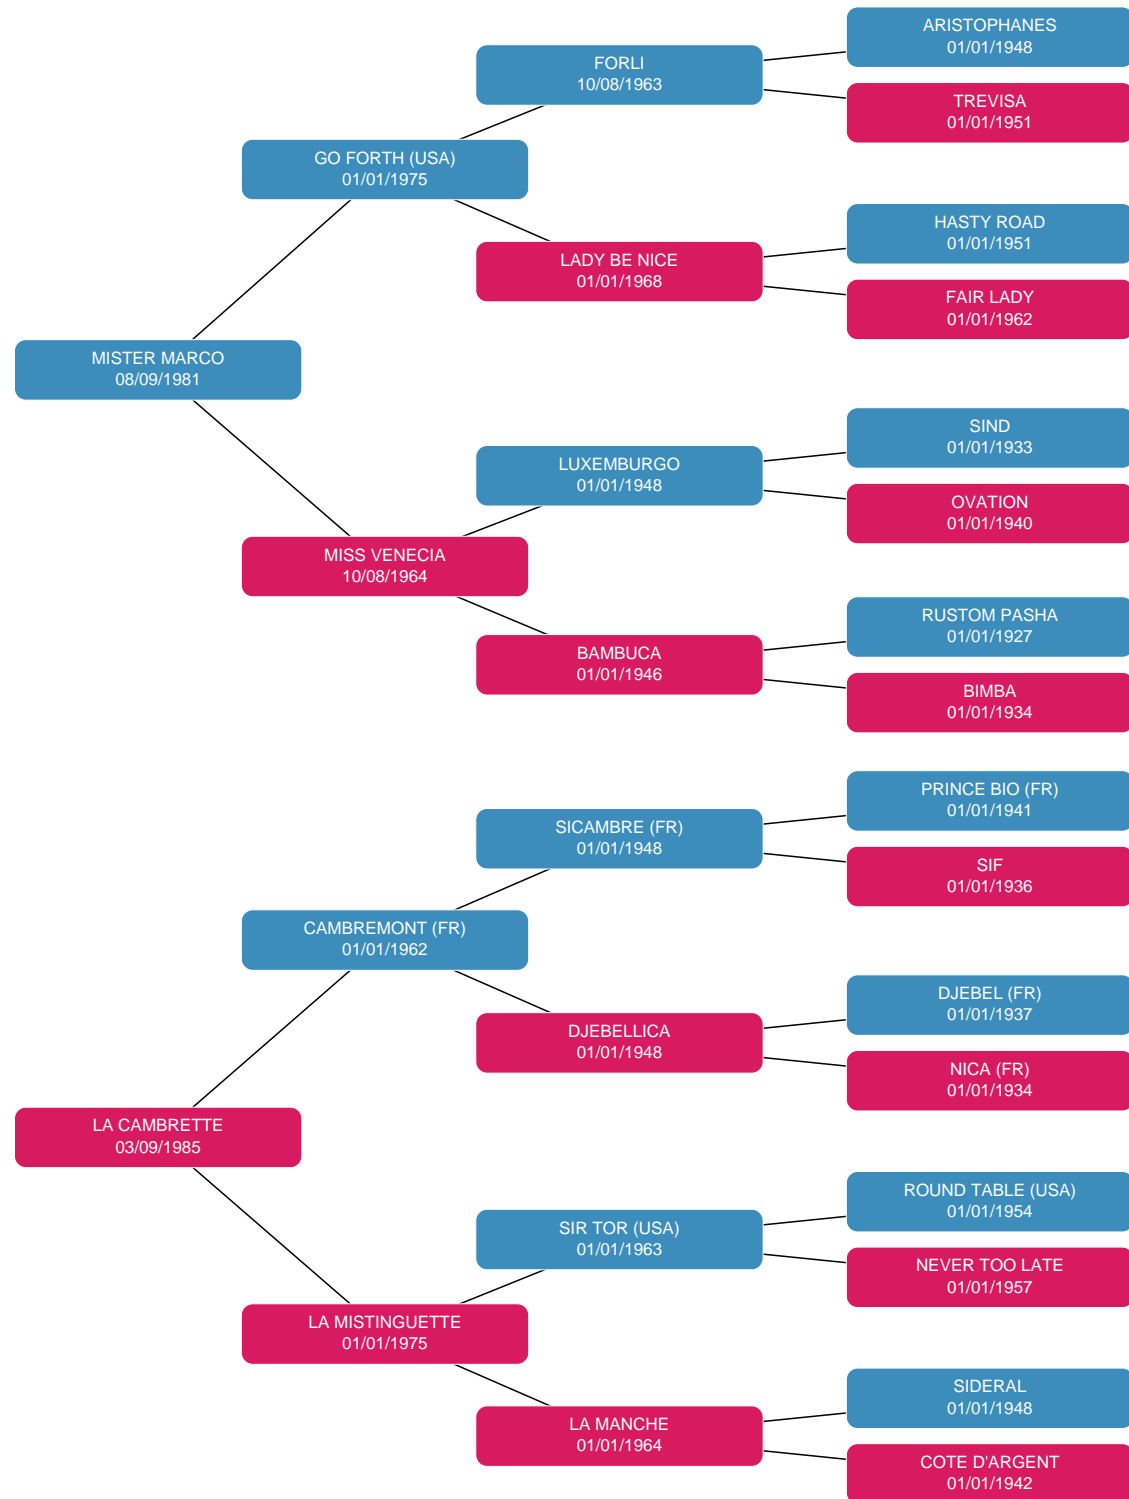 ARISTOPHANES
01/01/1948
FORLI
10/08/1963
TREVISA
01/01/1951
GO FORTH (USA)
01/01/1975
HASTY ROAD
01/01/1951
LADY BE NICE
01/01/1968
FAIR LADY
01/01/1962
MISTER MARCO
08/09/1981
SIND
01/01/1933
LUXEMBURGO
01/01/1948
OVATION
01/01/1940
MISS VENECIA
10/08/1964
RUSTOM PASHA
01/01/1927
BAMBUCA
01/01/1946
BIMBA
01/01/1934
PRINCE BIO (FR)
01/01/1941
SICAMBRE (FR)
01/01/1948
SIF
01/01/1936
CAMBREMONT (FR)
01/01/1962
DJEBEL (FR)
01/01/1937
DJEBELLICA
01/01/1948
NICA (FR)
01/01/1934
LA CAMBRETTE
03/09/1985
ROUND TABLE (USA)
01/01/1954
SIR TOR (USA)
01/01/1963
NEVER TOO LATE
01/01/1957
LA MISTINGUETTE
01/01/1975
SIDERAL
01/01/1948
LA MANCHE
01/01/1964
COTE D'ARGENT
01/01/1942